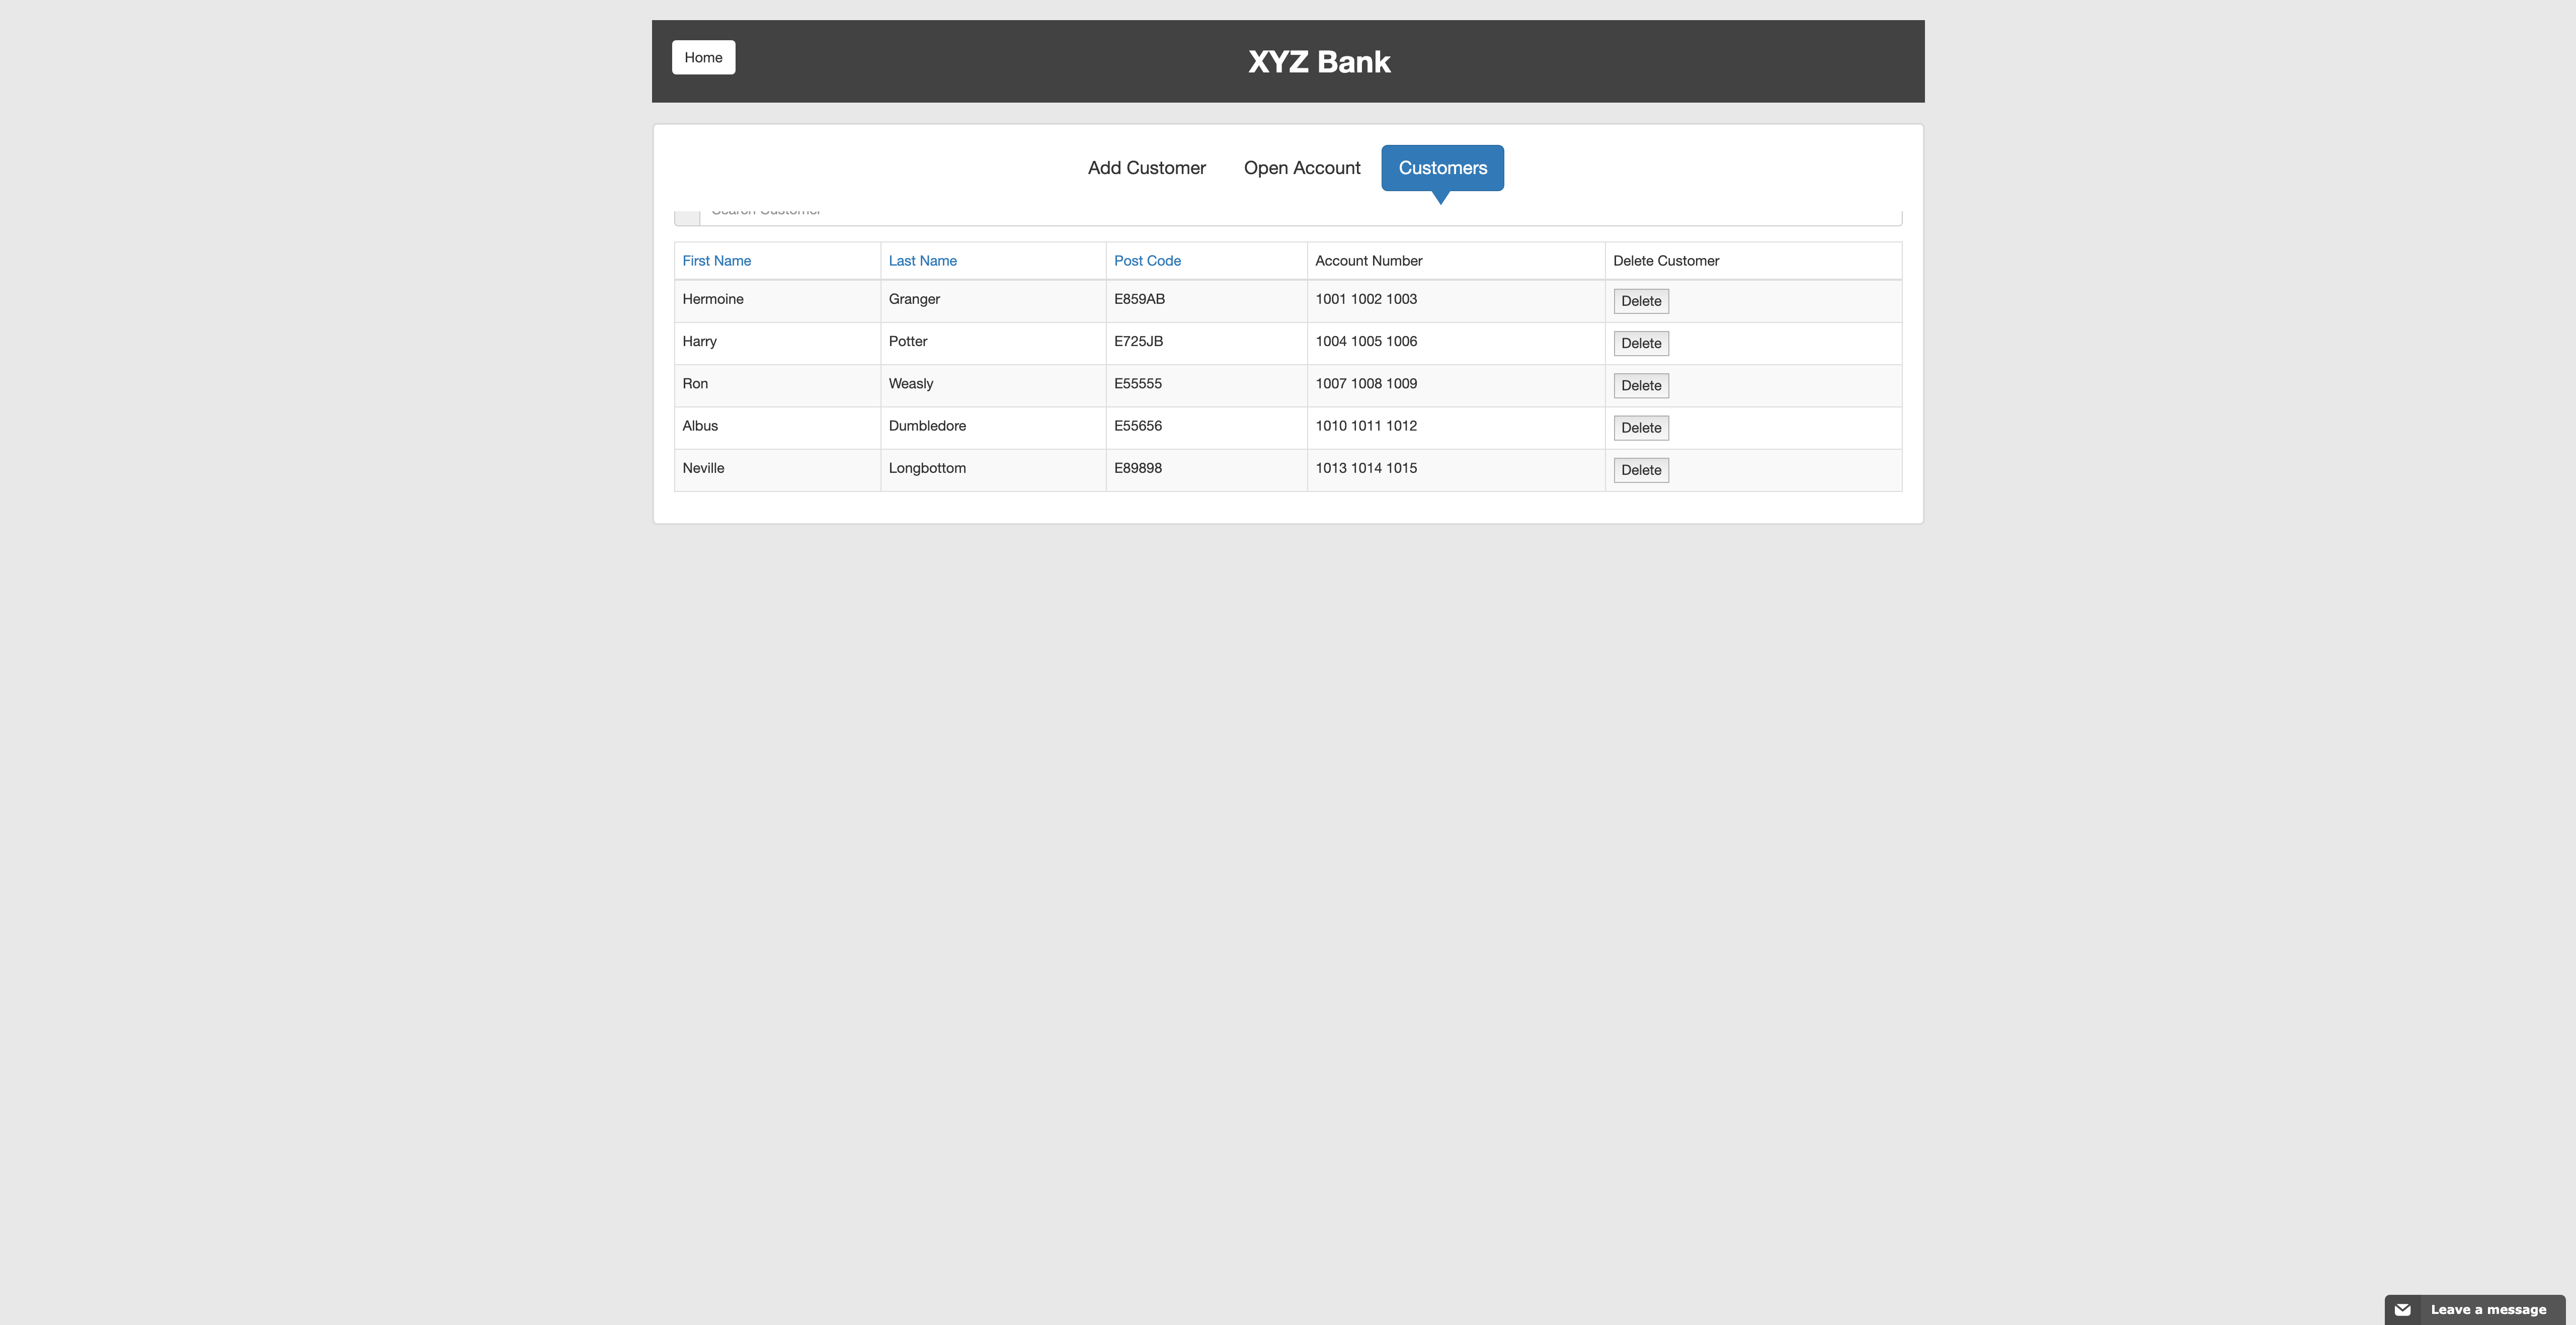 Home
XYZ Bank
Add Customer Open Account Customers
Search Customer
First Name Last Name Post Code Account Number Delete Customer
Hermoine Granger E859AB 1001 1002 1003 Delete
Harry Potter E725JB 1004 1005 1006 Delete
Ron Weasly E55555 1007 1008 1009 Delete
Albus Dumbledore E55656 1010 1011 1012 Delete
Neville Longbottom E89898 1013 1014 1015 Delete
Leave a message